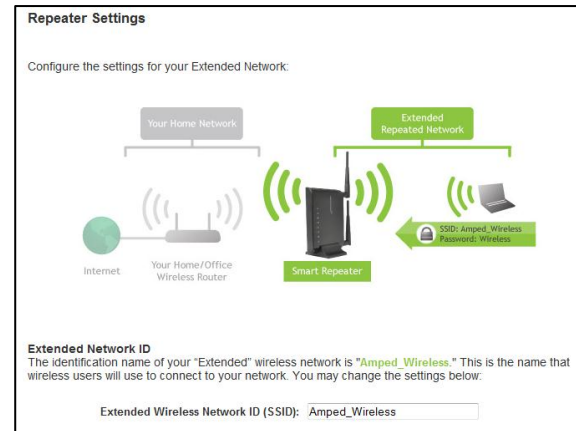 Repeater Settings
Configure the settings for your Extended Network:
Your Home Network
Extended
Repeated Network
SSID: Amped_Wireless
Password: Wireless
Internet
Your Home/Office
Wireless Router
Smart Repeater
Extended Network ID
The identification name of your "Extended" wireless network is "Amped_Wireless." This is the name that
wireless users will use to connect to your network. You may change the settings below:
Extended Wireless Network ID (SSID): Amped_Wireless